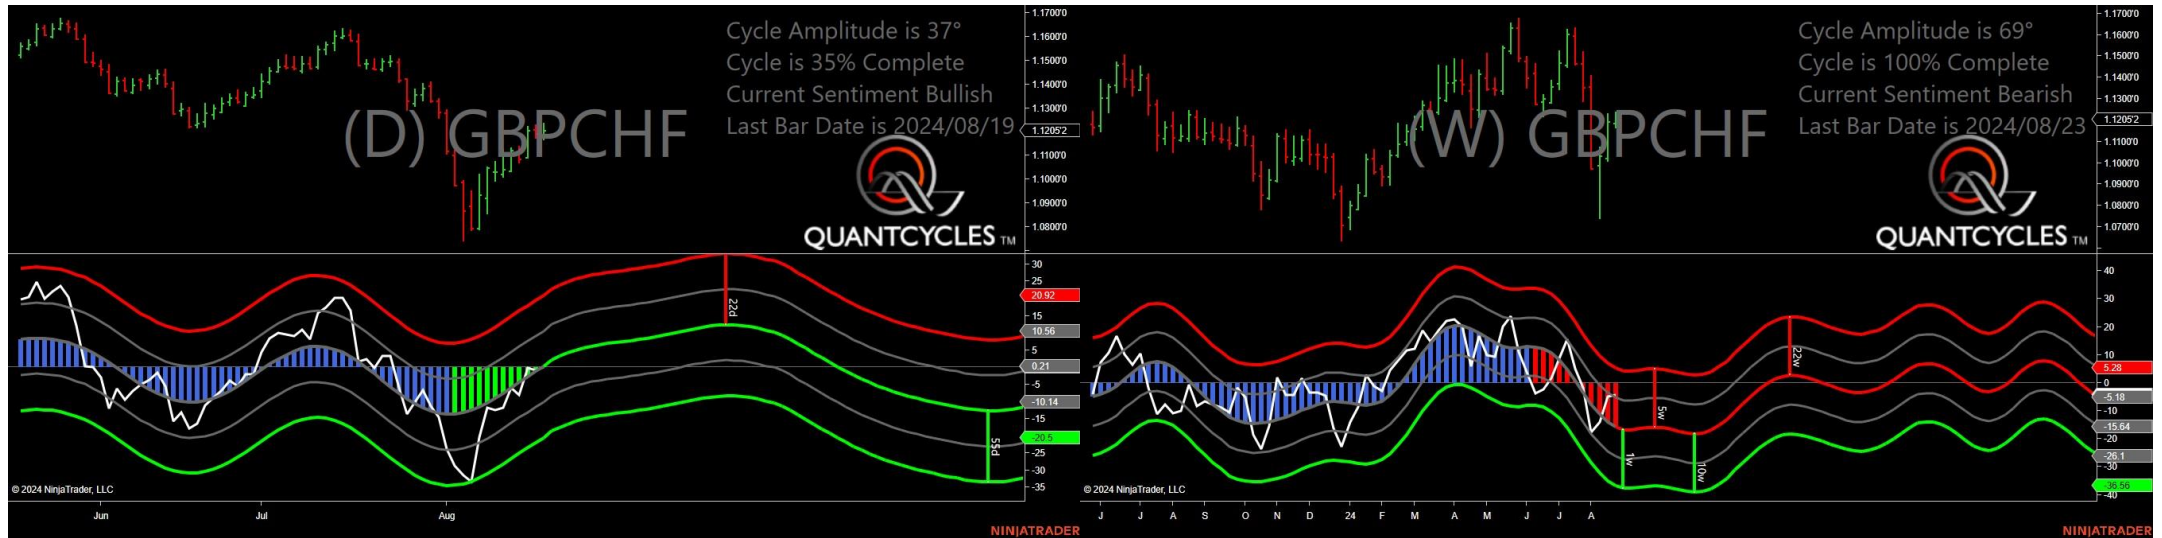 Cycle Amplitude is 37°
Cycle is 35% Complete
Current Sentiment Bullish
Last Bar Date is 2024/08/19
(D) GBPCHF
QUANTCYCLES TM
1.1700'0
1.1600'0
1.1500'0
1.1400'0
1.1300'0
1.1205'2
1.1100'0
1.1000'0
1.0900'0
1.0800'0
22d
55d
30
25
20.92
15
10.56
5
0.21
-5
-10.14
-15
-20.5
-25
-30
-35
© 2024 NinjaTrader, LLC
Jun
Jul
Aug
NINJATRADER
Cycle Amplitude is 69°
Cycle is 100% Complete
Current Sentiment Bearish
Last Bar Date is 2024/08/23
(W) GBPCHF
QUANTCYCLES TM
1.1700'0
1.1600'0
1.1500'0
1.1400'0
1.1300'0
1.1205'2
1.1100'0
1.1000'0
1.0900'0
1.0800'0
1.0700'0
22w
5w
1w
10w
40
30
20
10
5.28
0
-5.18
-10
-15.64
-20
-26.1
-30
-36.56
-40
© 2024 NinjaTrader, LLC
J J A S O N D 24 F M A M J J A
NINJATRADER